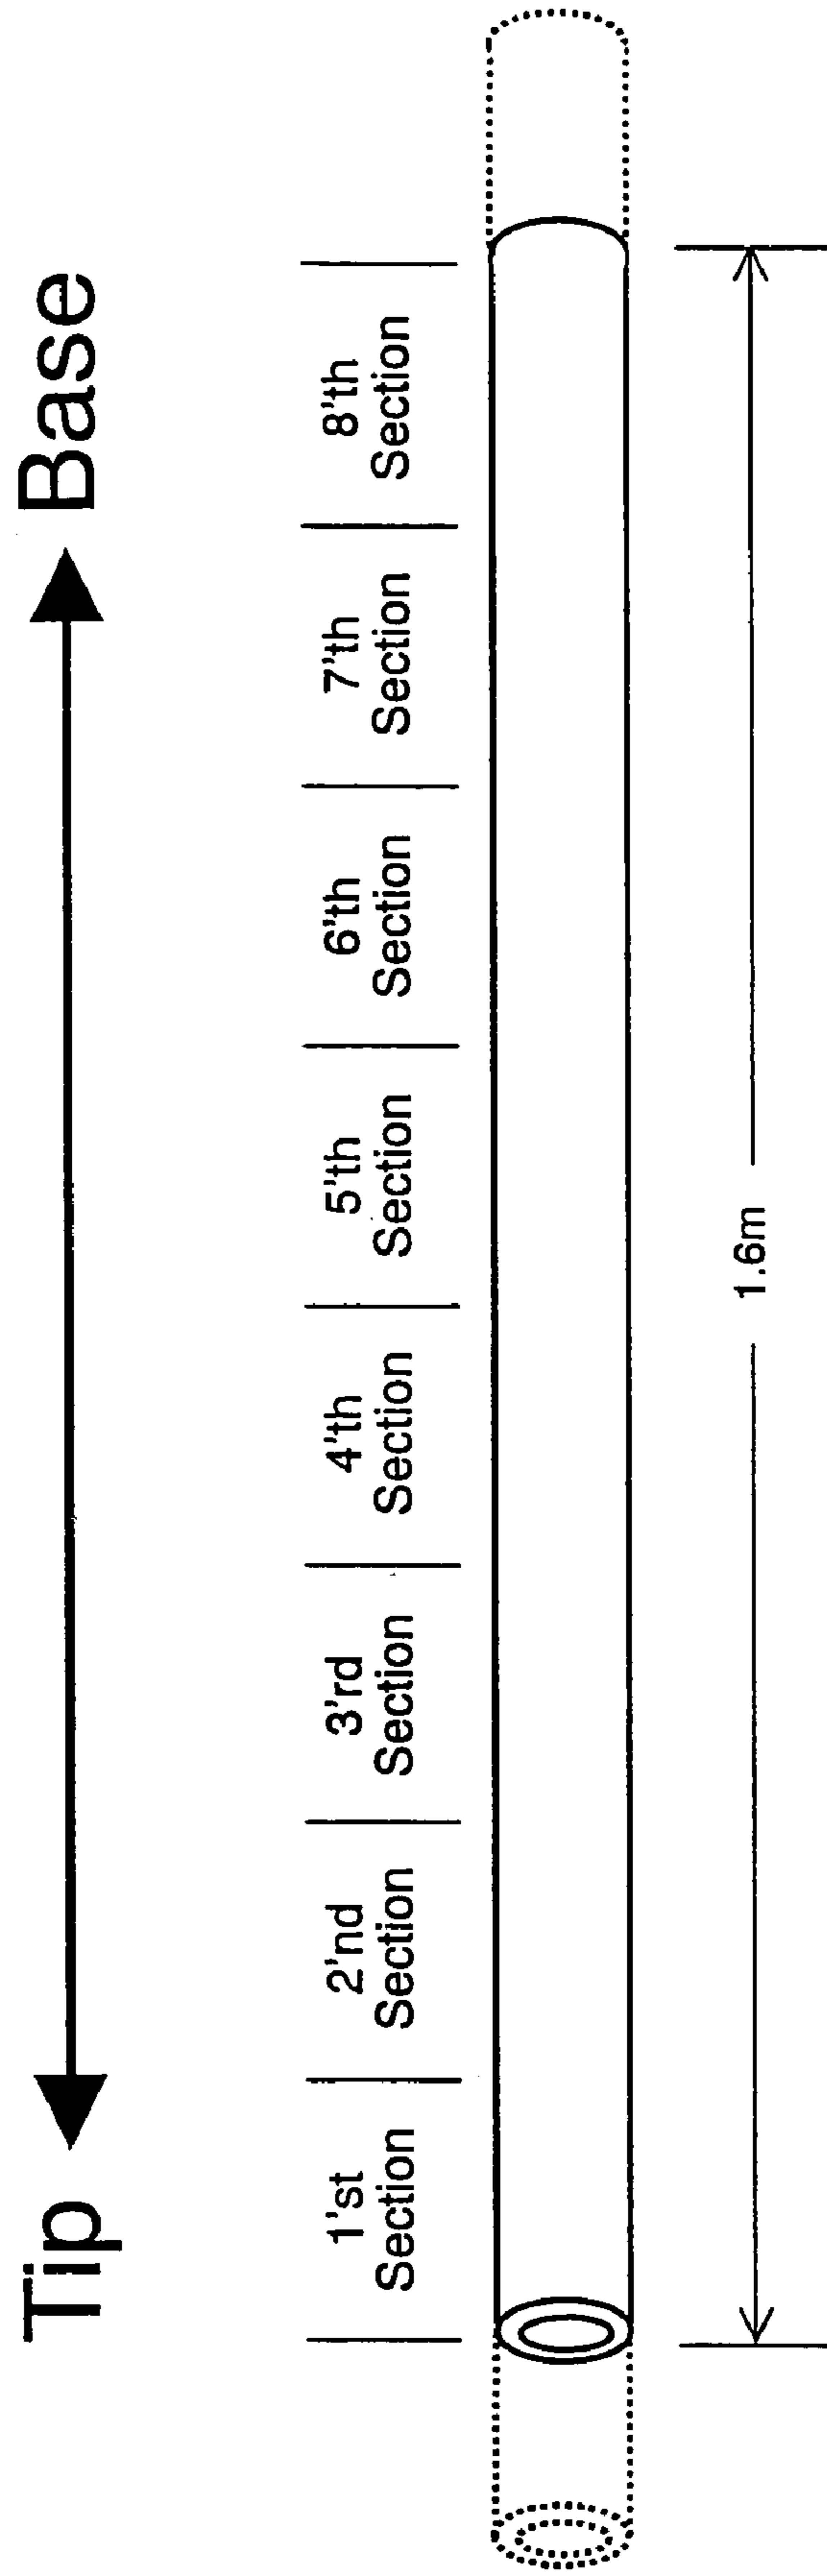 Tip
Base
1'st
Section
2'nd
Section
3'rd
Section
4'th
Section
5'th
Section
6'th
Section
7'th
Section
8'th
Section
1.6m